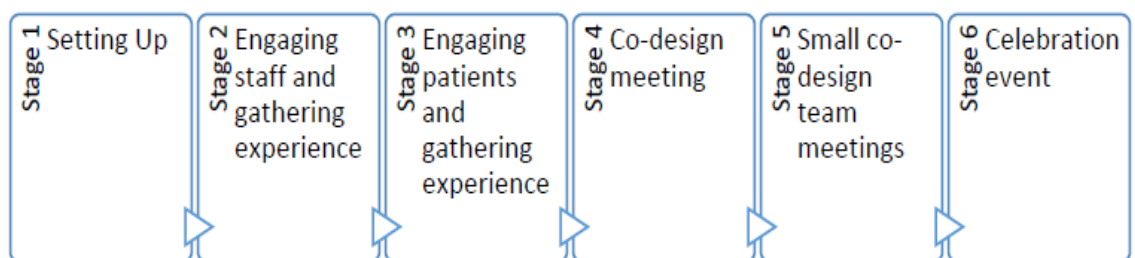 Stage 1
Setting Up
Stage 2
Engaging
staff and
gathering
experience
Stage 3
Engaging
patients
and
gathering
experience
Stage 4
Co-design
meeting
Stage 5
Small co-
design
team
meetings
Stage 6
Celebration
event